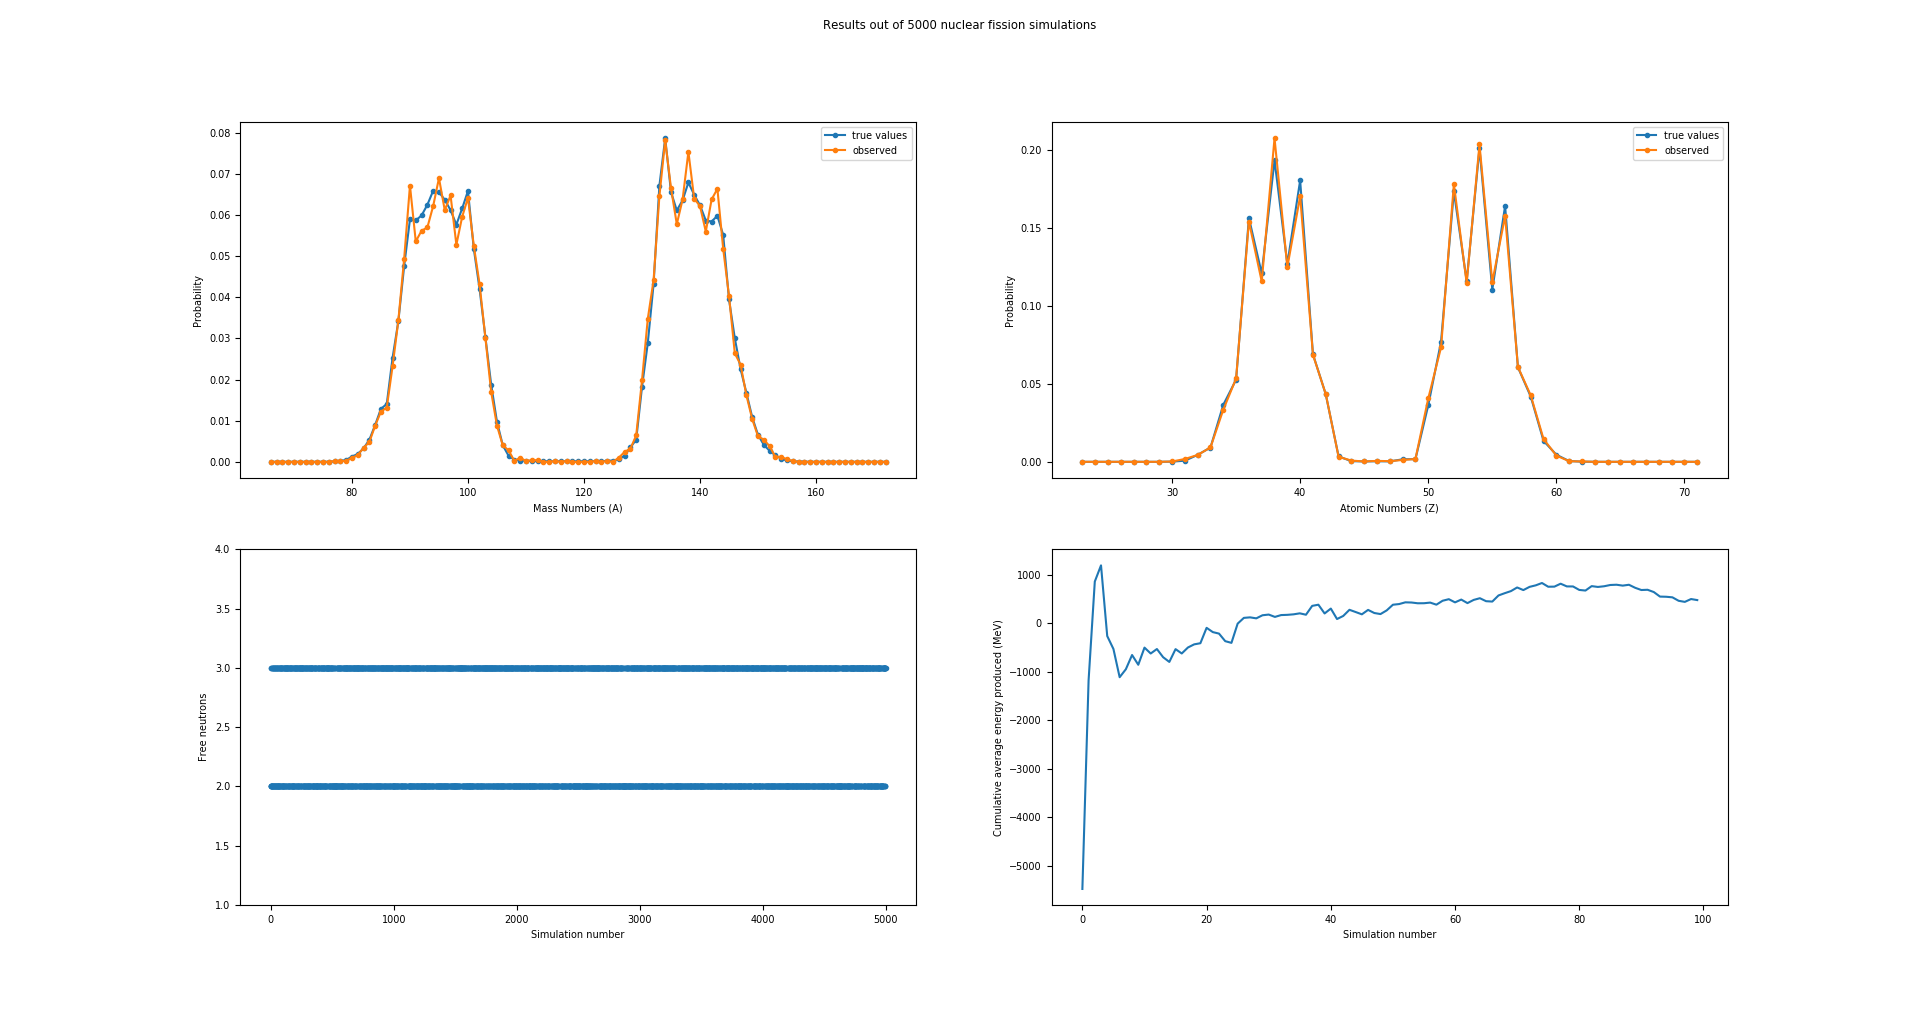 Results out of 5000 nuclear fission simulations
0.08
0.07
0.06
0.05
0.04
0.03
0.02
0.01
0.00
Probability
true values
observed
80 100 120 140 160
Mass Numbers (A)
0.20
0.15
0.10
0.05
0.00
Probability
true values
observed
30 40 50 60 70
Atomic Numbers (Z)
4.0
3.5
3.0
2.5
2.0
1.5
1.0
Free neutrons
0 1000 2000 3000 4000 5000
Simulation number
1000
0
−1000
−2000
−3000
−4000
−5000
Cumulative average energy produced (MeV)
0 20 40 60 80 100
Simulation number